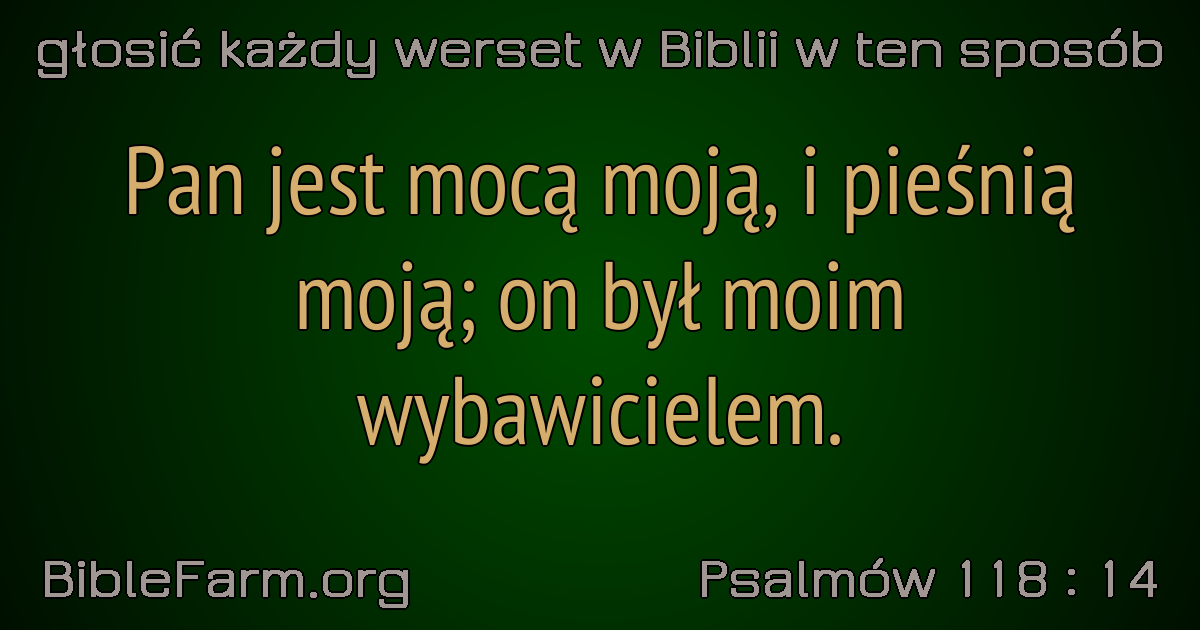 głosić każdy werset w Biblii w ten sposób
Pan jest mocą moją, i pieśnią
moją; on był moim
wybawicielem.
BibleFarm.org
Psalmów 118 : 14